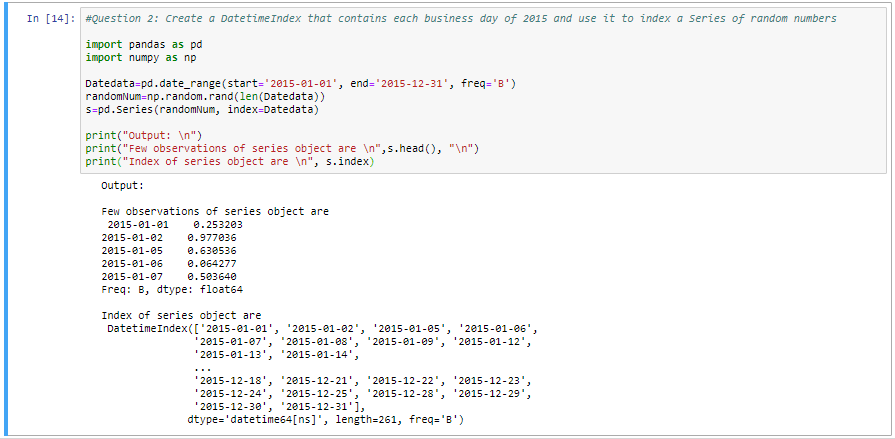 In [14]: #Question 2: Create a DatetimeIndex that contains each business day of 2015 and use it to index a Series of random numbers
import pandas as pd
import numpy as np
Datedata=pd.date_range(start='2015-01-01', end='2015-12-31', freq='B')
randomNum=np.random.rand(len(Datedata))
s=pd.Series(randomNum, index=Datedata)
print("Output: \n")
print("Few observations of series object are \n",s.head(), "\n")
print("Index of series object are \n", s.index)
Output:
Few observations of series object are
2015-01-01    0.253203
2015-01-02    0.977036
2015-01-05    0.630536
2015-01-06    0.064277
2015-01-07    0.503640
Freq: B, dtype: float64
Index of series object are
DatetimeIndex(['2015-01-01', '2015-01-02', '2015-01-05', '2015-01-06',
'2015-01-07', '2015-01-08', '2015-01-09', '2015-01-12',
'2015-01-13', '2015-01-14',
...
'2015-12-18', '2015-12-21', '2015-12-22', '2015-12-23',
'2015-12-24', '2015-12-25', '2015-12-28', '2015-12-29',
'2015-12-30', '2015-12-31'],
dtype='datetime64[ns]', length=261, freq='B')